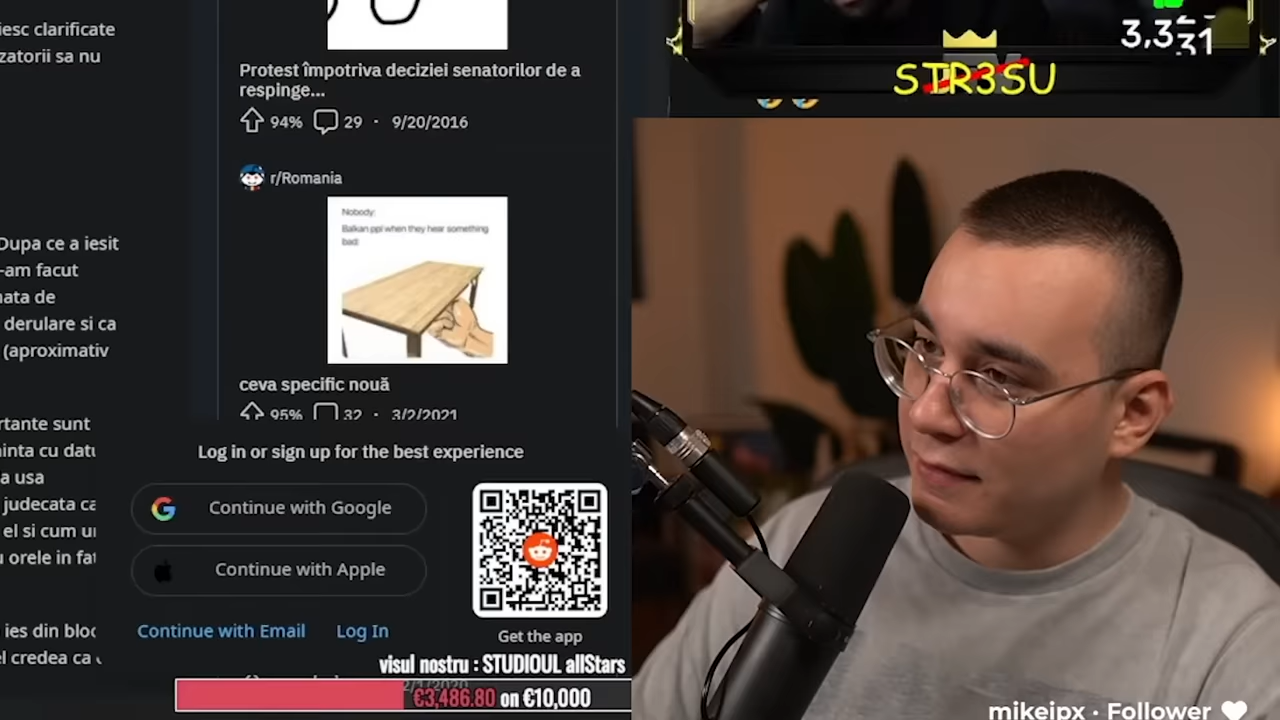 iesc clarificate
zatorii sa nu
Dupa ce a iesit
-am facut
nata de
derulare si ca
(aproximativ
rtante sunt
a usa
judecata ca
el si cum
orele in
ies din bloc
el credea ca
Protest împotriva deciziei senatorilor de a
respinge...
94% 29 · 9/20/2016
r/Romania
Nobody:
Balkan ppl when they hear something
bad:
ceva specific nouă
95% 32 · 3/2/2021
Log in or sign up for the best experience
Continue with Google
Continue with Apple
Continue with Email Log In
Get the app
visul nostru : STUDIOUL allStars
€3,486.80 on €10,000
STR3SU
mikeipx · Follower